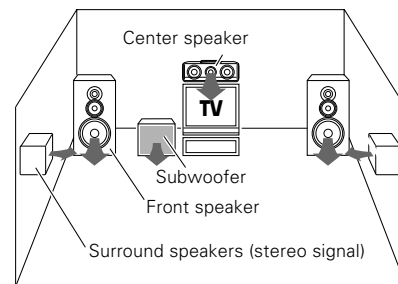 Center speaker
TV
Subwoofer
Front speaker
Surround speakers (stereo signal)